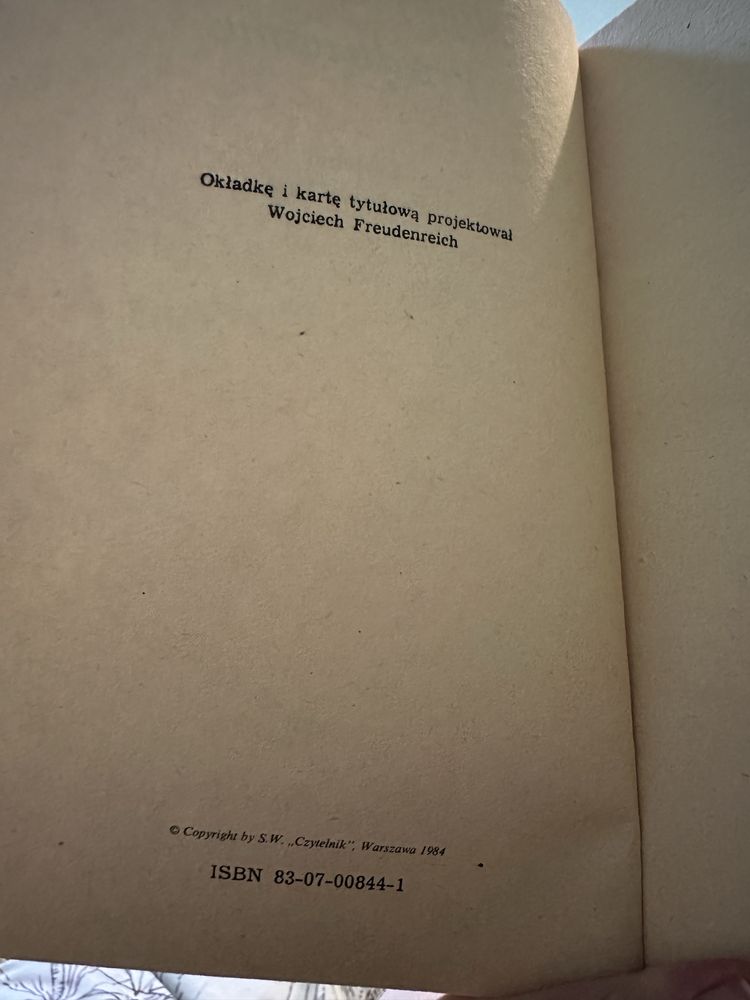 Okładkę i kartę tytułową projektował
Wojciech Freudenreich
© Copyright by S.W. „Czytelnik”, Warszawa 1984
ISBN 83-07-00844-1